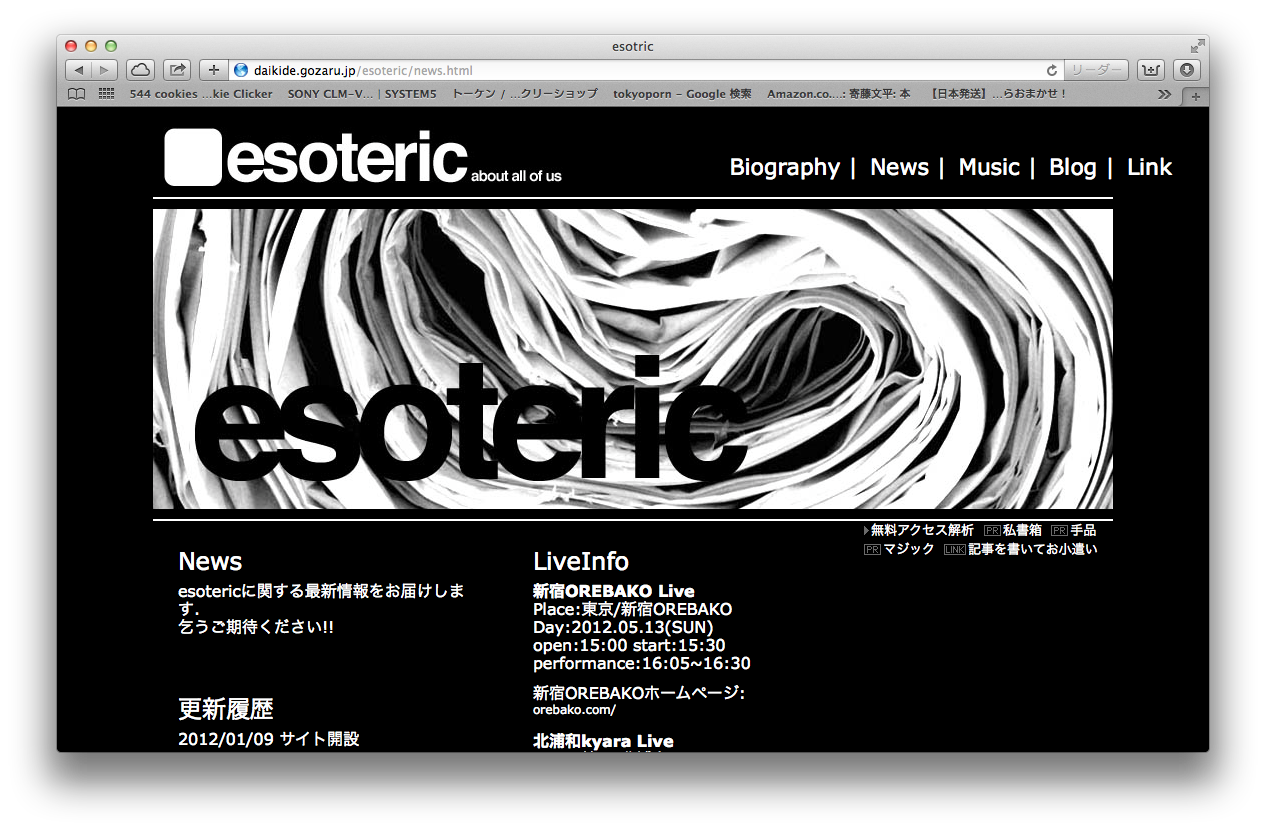 esotric
daikide.gozaru.jp/esoteric/news.html
リーダー
544 cookies ...kie Clicker
SONY CLM-V... | SYSTEM5
トーケン / ...クリーショップ
tokyoporn - Google 検索
Amazon.co....: 寄藤文平: 本
【日本発送】...らおまかせ！
esoteric about all of us
Biography | News | Music | Blog | Link
esoteric
無料アクセス解析 PR 私書箱 PR 手品
PR マジック LINK 記事を書いてお小遣い
News
esotericに関する最新情報をお届けしま
す.
乞うご期待ください!!
更新履歴
2012/01/09 サイト開設
LiveInfo
新宿OREBAKO Live
Place:東京/新宿OREBAKO
Day:2012.05.13(SUN)
open:15:00 start:15:30
performance:16:05~16:30
新宿OREBAKOホームページ:
orebako.com/
北浦和kyara Live